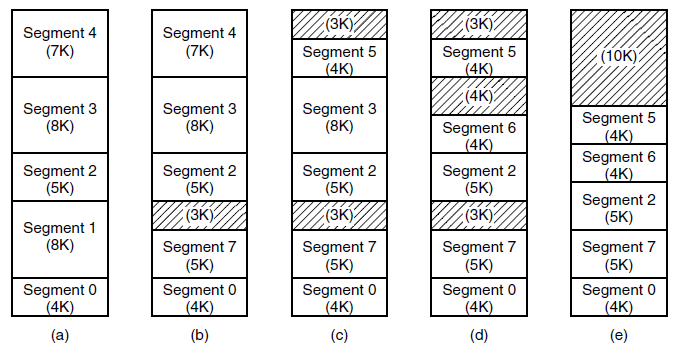 Segment 4
(7K)
Segment 3
(8K)
Segment 2
(5K)
Segment 1
(8K)
Segment 0
(4K)
(a)
Segment 4
(7K)
Segment 3
(8K)
Segment 2
(5K)
(3K)
Segment 7
(5K)
Segment 0
(4K)
(b)
(3K)
Segment 5
(4K)
Segment 3
(8K)
Segment 2
(5K)
(3K)
Segment 7
(5K)
Segment 0
(4K)
(c)
(3K)
Segment 5
(4K)
(4K)
Segment 6
(4K)
Segment 2
(5K)
(3K)
Segment 7
(5K)
Segment 0
(4K)
(d)
(10K)
Segment 5
(4K)
Segment 6
(4K)
Segment 2
(5K)
Segment 7
(5K)
Segment 0
(4K)
(e)